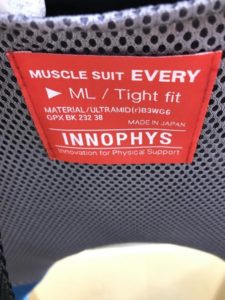 MUSCLE SUIT EVERY
▶ ML / Tight fit
MATERIAL/ULTRAMID(r)B3WG6
GPX BK 232 38
MADE IN JAPAN
INNOPHYS
Innovation for Physical Support